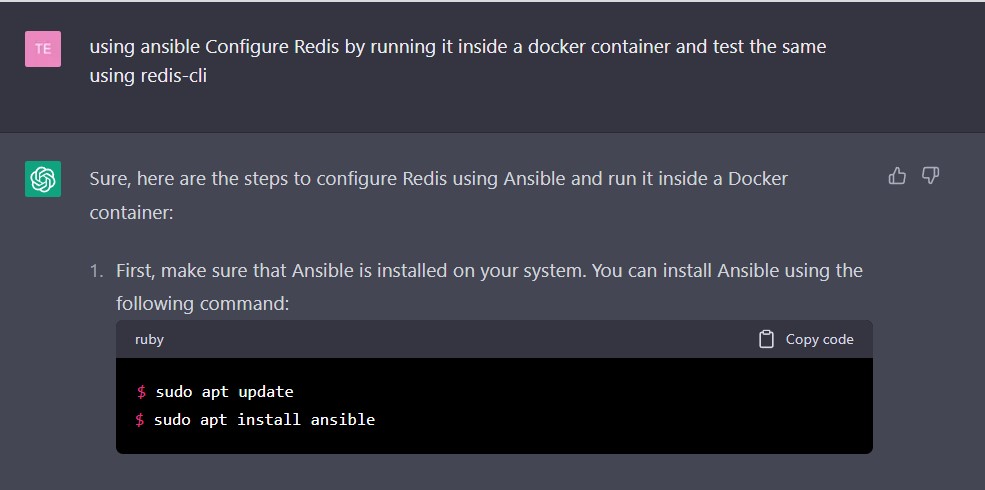 TE
using ansible Configure Redis by running it inside a docker container and test the same
using redis-cli
Sure, here are the steps to configure Redis using Ansible and run it inside a Docker
container:
1. First, make sure that Ansible is installed on your system. You can install Ansible using the
following command:
ruby Copy code
$ sudo apt update
$ sudo apt install ansible